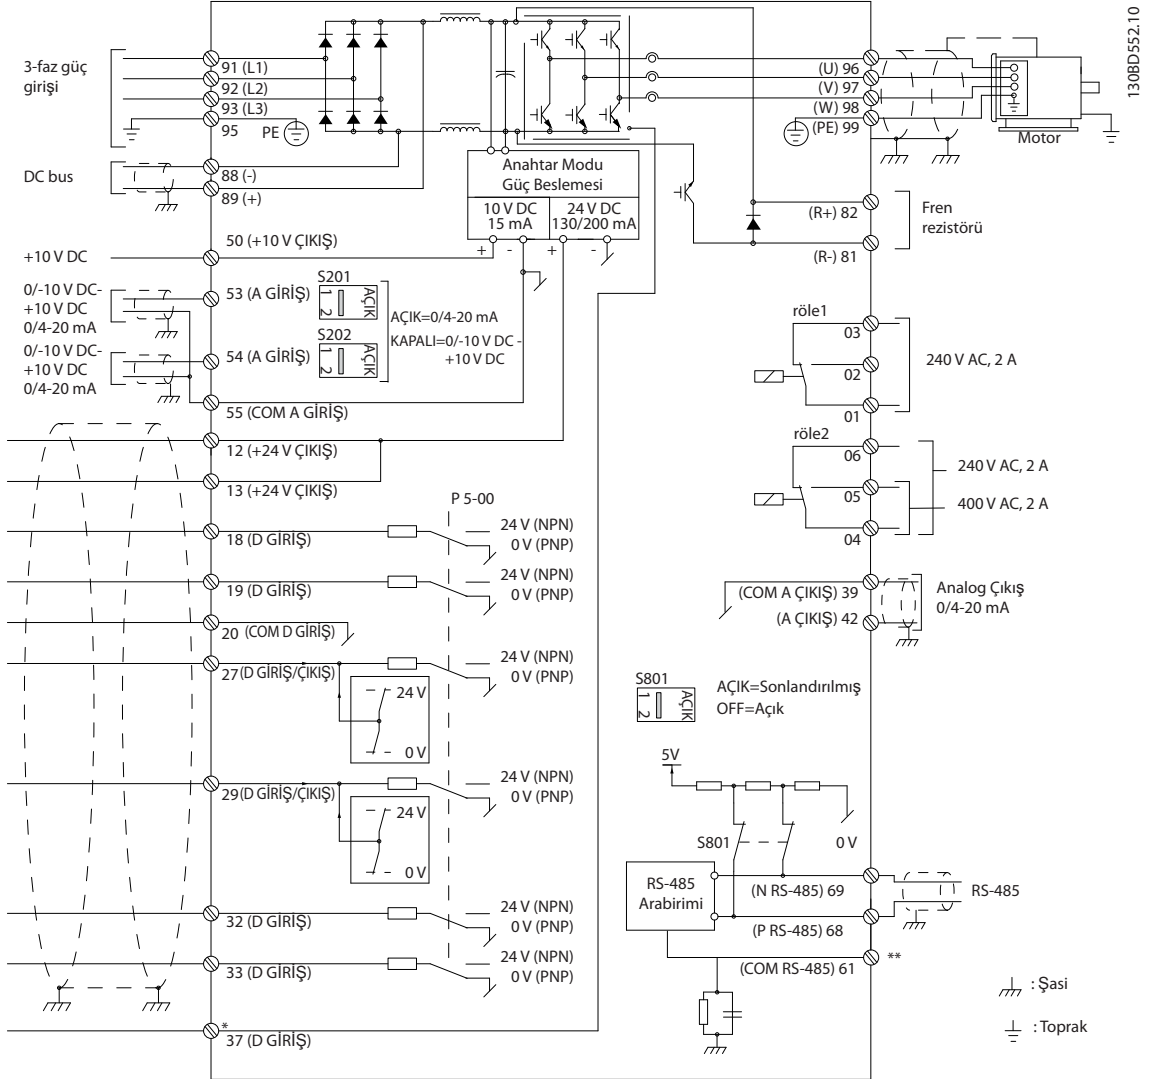 130BD552.10
3-faz güç
girişi
91 (L1)
92 (L2)
93 (L3)
95
PE
DC bus
88 (-)
89 (+)
50 (+10 V ÇIKIŞ)
+10 V DC
0/-10 V DC-
+10 V DC
0/4-20 mA
0/-10 V DC-
+10 V DC
0/4-20 mA
53 (A GİRİŞ)
S201
1
2
AÇIK
54 (A GİRİŞ)
S202
1
2
AÇIK
AÇIK=0/4-20 mA
KAPALI=0/-10 V DC -
+10 V DC
55 (COM A GİRİŞ)
12 (+24 V ÇIKIŞ)
13 (+24 V ÇIKIŞ)
P 5-00
18 (D GİRİŞ)
24 V (NPN)
0 V (PNP)
19 (D GİRİŞ)
24 V (NPN)
0 V (PNP)
20 (COM D GİRİŞ)
27 (D GİRİŞ/ÇIKIŞ)
24 V (NPN)
0 V (PNP)
24 V
0 V
29 (D GİRİŞ/ÇIKIŞ)
24 V (NPN)
0 V (PNP)
24 V
0 V
32 (D GİRİŞ)
24 V (NPN)
0 V (PNP)
33 (D GİRİŞ)
24 V (NPN)
0 V (PNP)
*
37 (D GİRİŞ)
Anahtar Modu
Güç Beslemesi
10 V DC
15 mA
24 V DC
130/200 mA
+ - + -
(U) 96
(V) 97
(W) 98
(PE) 99
Motor
(R+) 82
(R-) 81
Fren
rezistörü
röle1
03
02
01
240 V AC, 2 A
röle2
06
05
04
240 V AC, 2 A
400 V AC, 2 A
(COM A ÇIKIŞ) 39
(A ÇIKIŞ) 42
Analog Çıkış
0/4-20 mA
S801
1
2
AÇIK
AÇIK=Sonlandırılmış
OFF=Açık
5V
S801
0 V
RS-485
Arabirimi
(N RS-485) 69
(P RS-485) 68
(COM RS-485) 61
RS-485
**
: Şasi
: Toprak